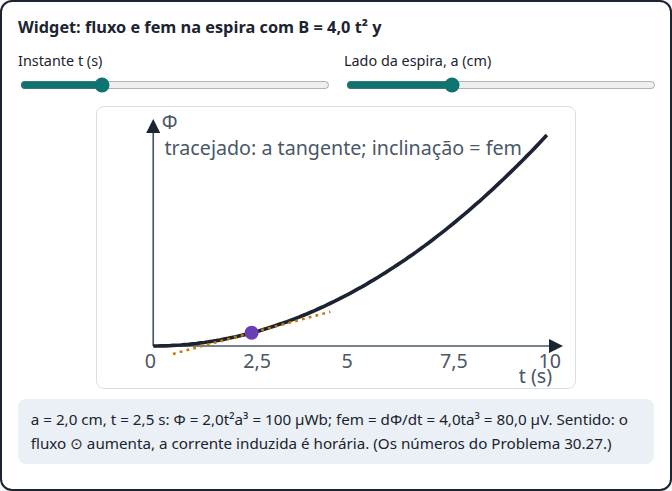 Widget: fluxo e fem na espira com B = 4,0 t² y
Instante t (s)
Lado da espira, a (cm)
Φ
tracejado: a tangente; inclinação = fem
0
2,5
5
7,5
10
t (s)
a = 2,0 cm, t = 2,5 s: Φ = 2,0t²a³ = 100 μWb; fem = dΦ/dt = 4,0ta³ = 80,0 μV. Sentido: o
fluxo ⊙ aumenta, a corrente induzida é horária. (Os números do Problema 30.27.)